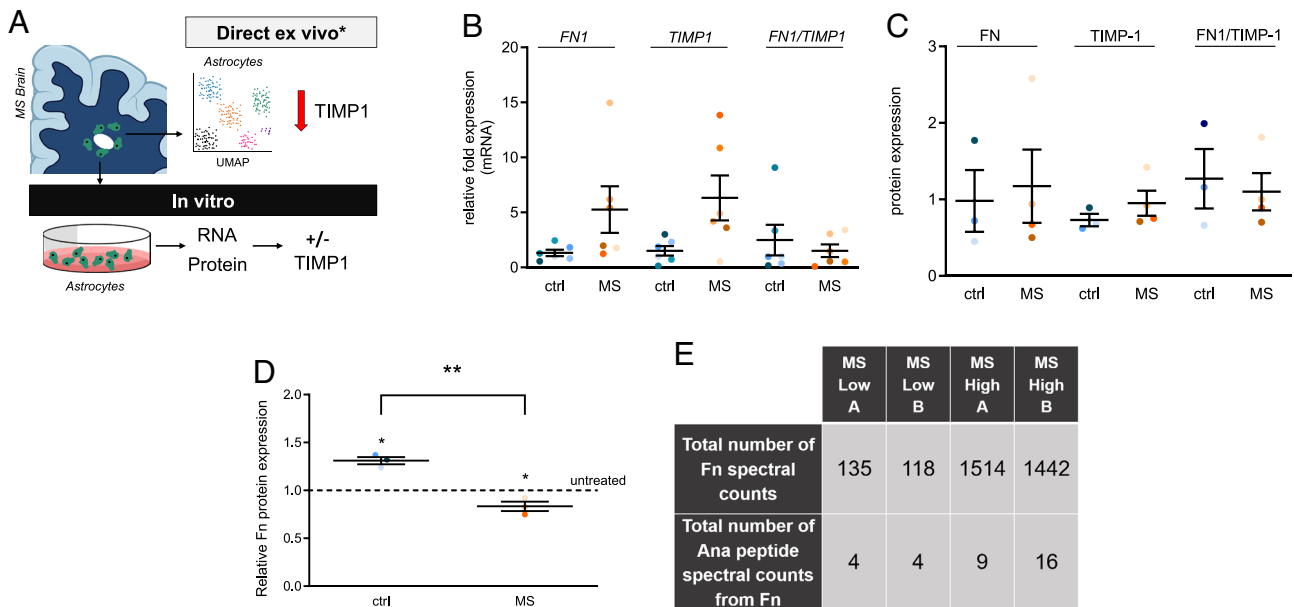 A
Direct ex vivo*
MS Brain
Astrocytes
TIMP1
UMAP
In vitro
RNA
Protein
+/-
TIMP1
Astrocytes
B
FN1 TIMP1 FN1/TIMP1
relative fold expression
(mRNA)
20
15
10
5
0
ctrl MS ctrl MS ctrl MS
C
FN TIMP-1 FN1/TIMP-1
protein expression
3
2
1
0
ctrl MS ctrl MS ctrl MS
D
**
Relative Fn protein expression
2.0
1.5
1.0
0.5
0.0
*
*
untreated
ctrl MS
E
MS
Low
A
MS
Low
B
MS
High
A
MS
High
B
Total number of
Fn spectral
counts
135 118 1514 1442
Total number of
Ana peptide
spectral counts
from Fn
4 4 9 16